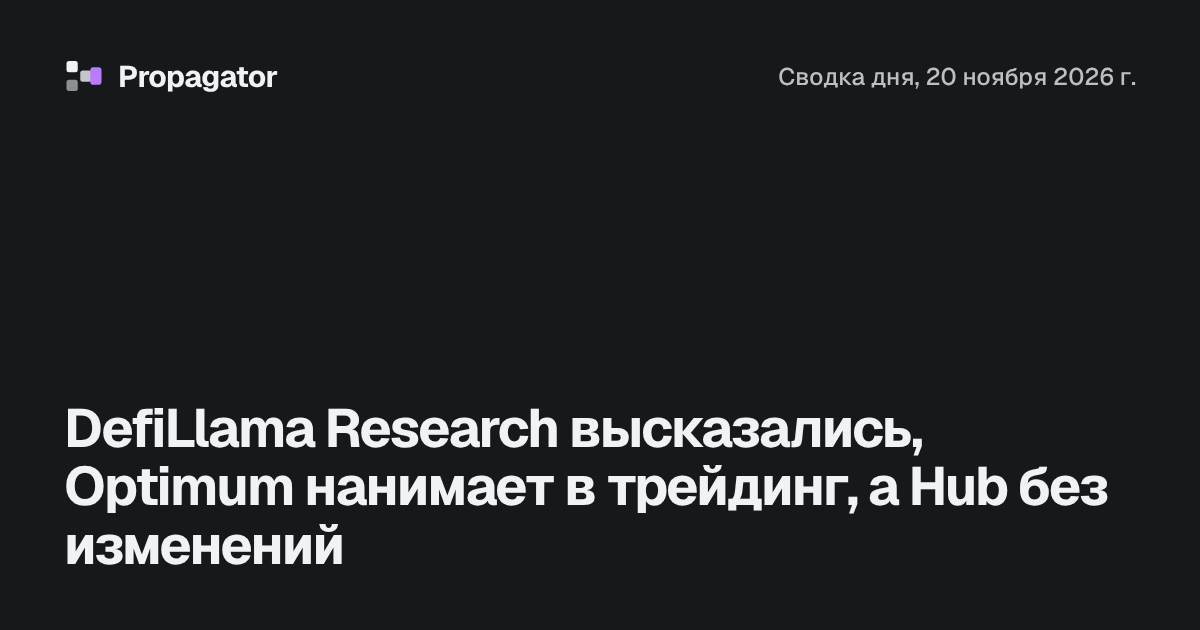 Propagator
Сводка дня, 20 ноября 2026 г.
DefiLlama Research высказались,
Optimum нанимает в трейдинг, а Hub без
изменений